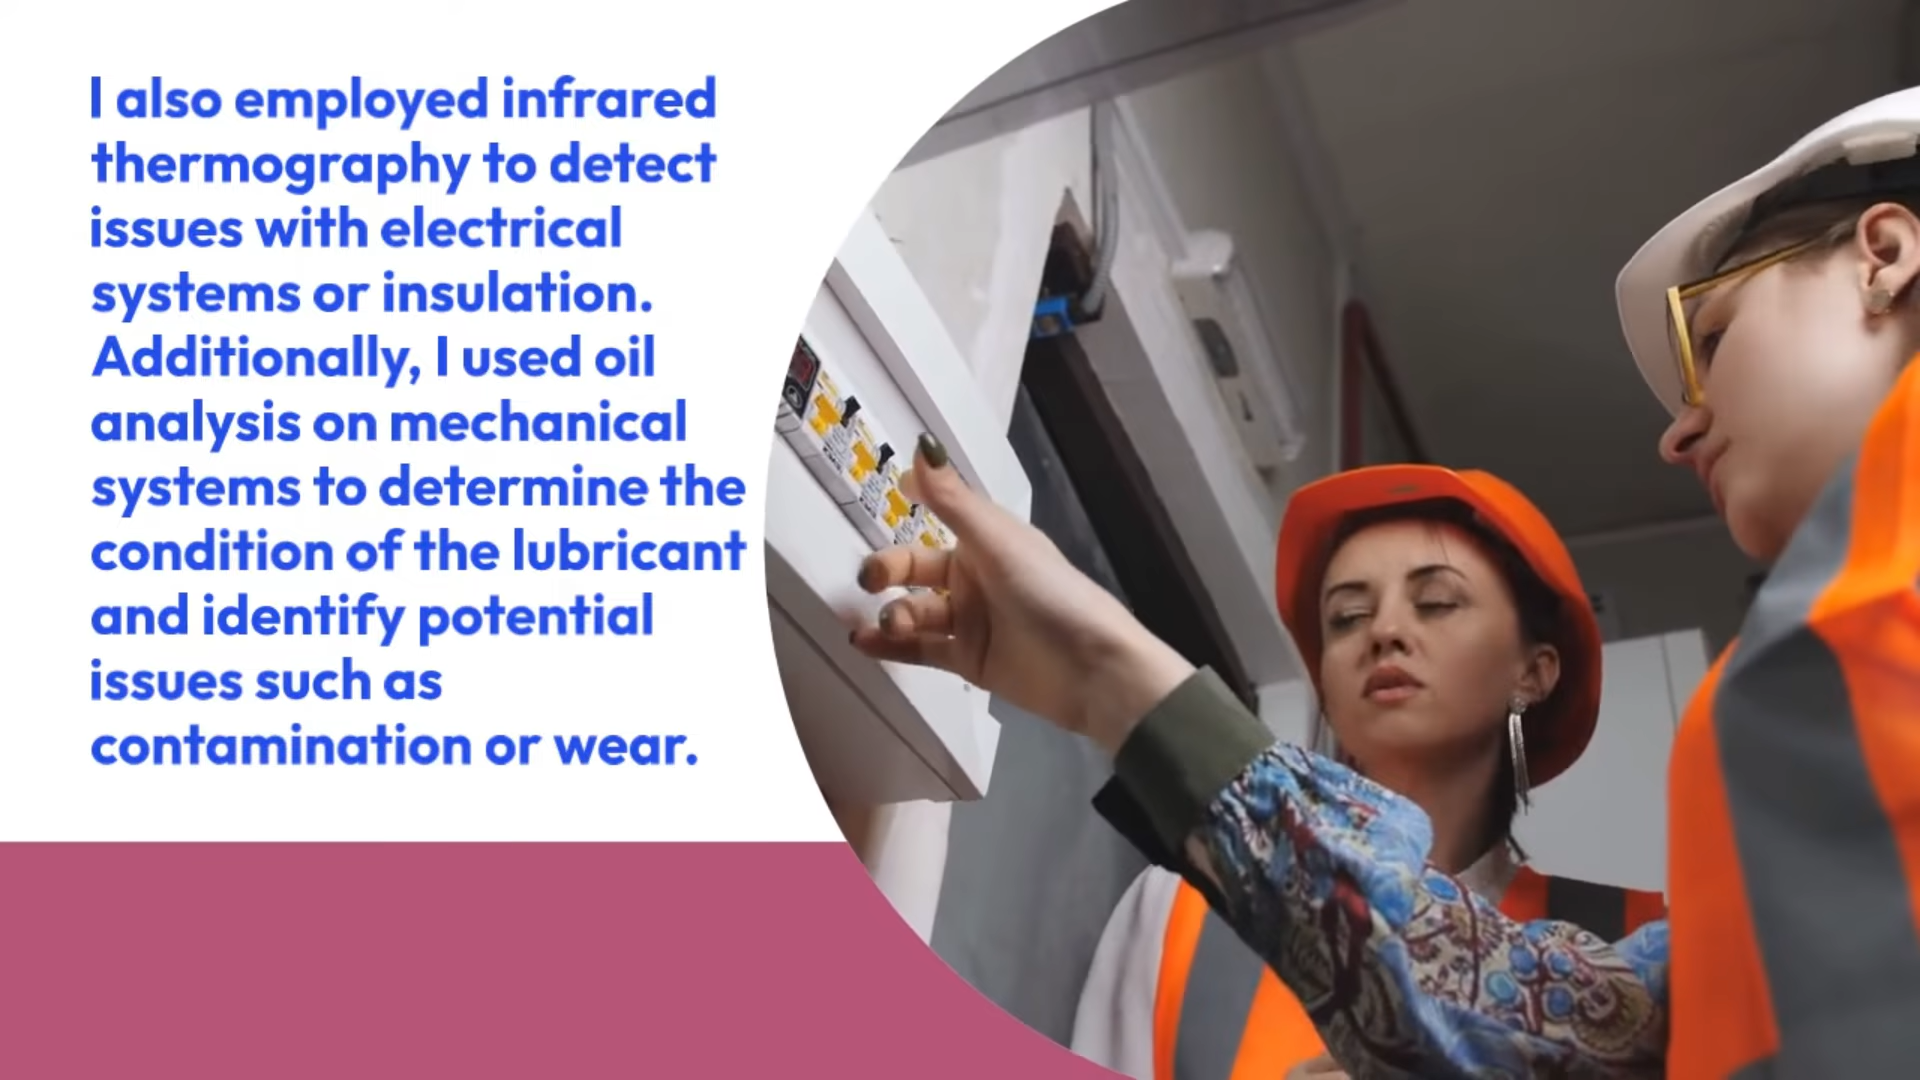 I also employed infrared
thermography to detect
issues with electrical
systems or insulation.
Additionally, I used oil
analysis on mechanical
systems to determine the
condition of the lubricant
and identify potential
issues such as
contamination or wear.